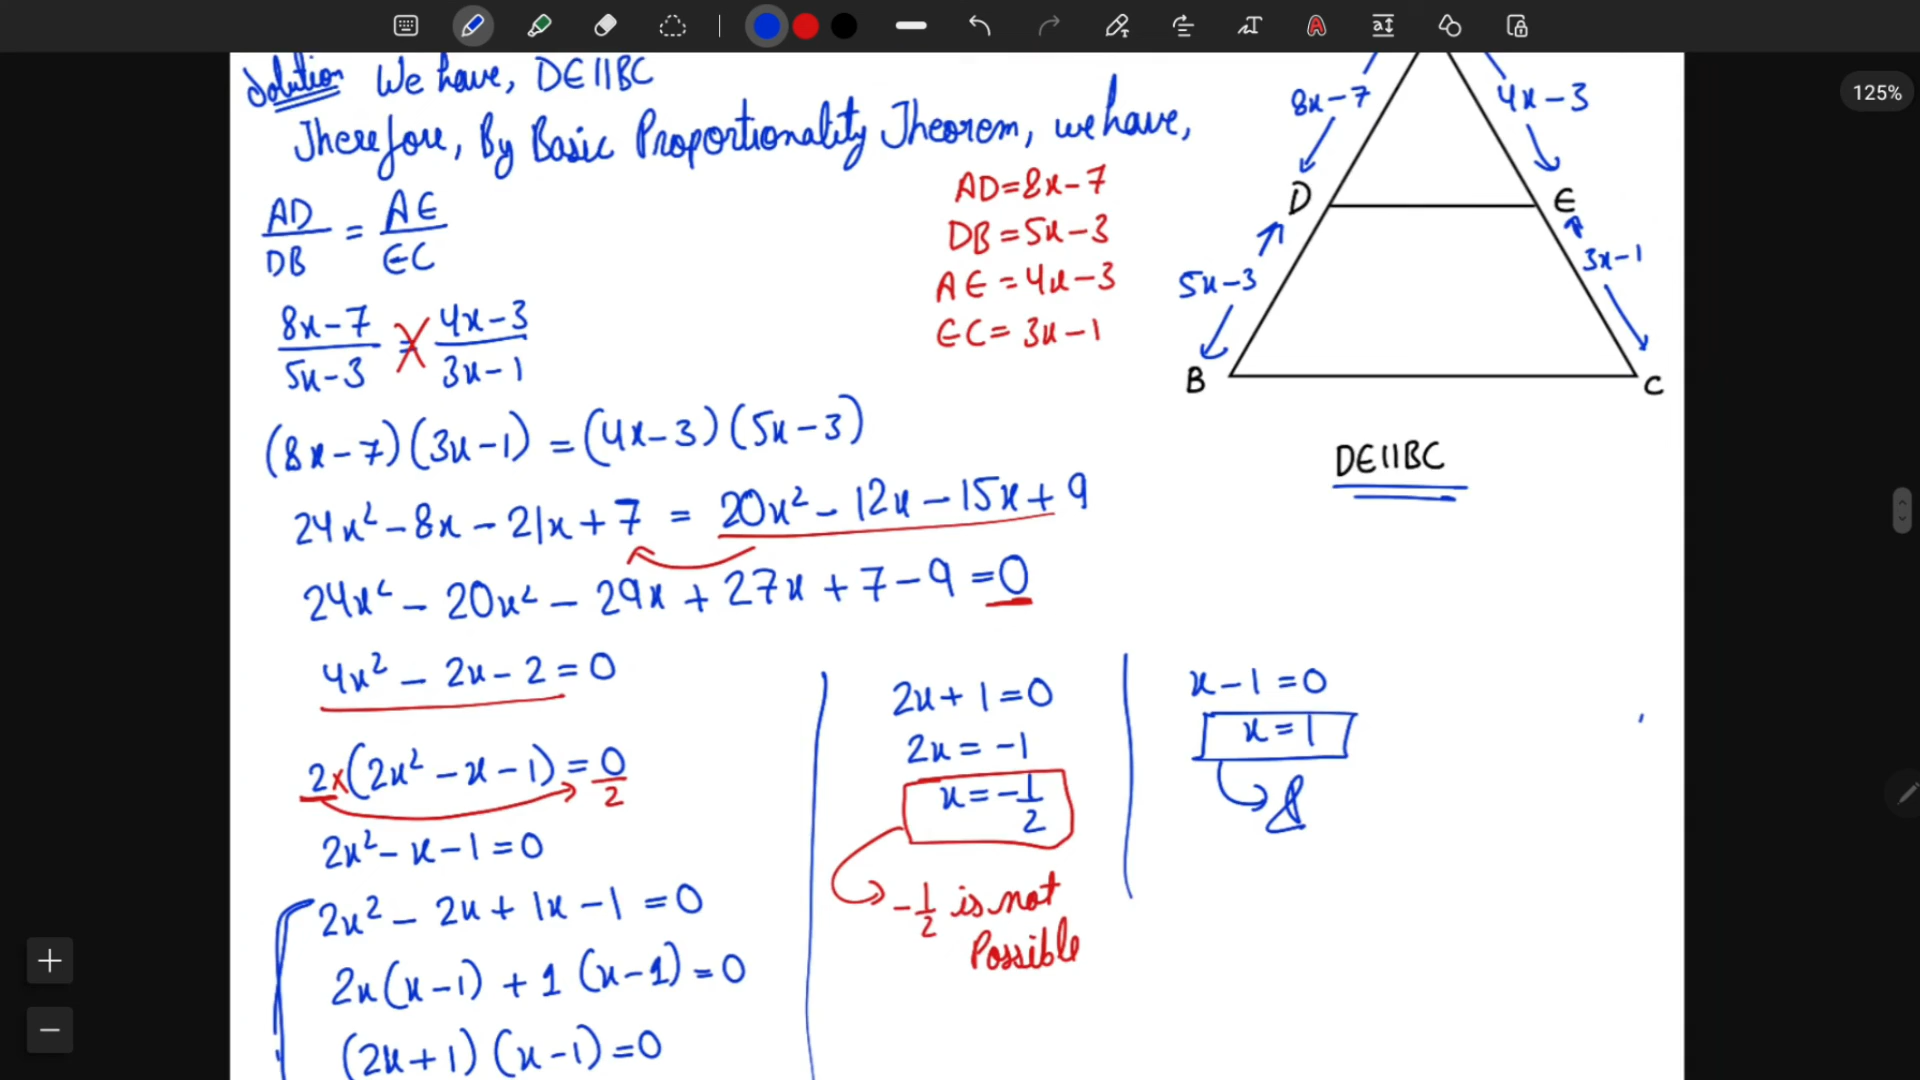 125%
Solution We have, DE||BC
Therefore, By Basic Proportionality Theorem, we have,
AD/DB = AE/EC
(8x-7)/(5x-3) = (4x-3)/(3x-1)
(8x-7)(3x-1) = (4x-3)(5x-3)
24x² - 8x - 21x + 7 = 20x² - 12x - 15x + 9
24x² - 20x² - 29x + 27x + 7 - 9 = 0
4x² - 2x - 2 = 0
2×(2x² - x - 1) = 0/2
2x² - x - 1 = 0
2x² - 2x + 1x - 1 = 0
2x(x-1) + 1(x-1) = 0
(2x+1)(x-1) = 0
AD = 8x-7
DB = 5x-3
AE = 4x-3
EC = 3x-1
8x-7
4x-3
D
E
5x-3
3x-1
B
C
DE||BC
2x+1=0
2x = -1
x = -1/2
-1/2 is not
Possible
x-1=0
x=1